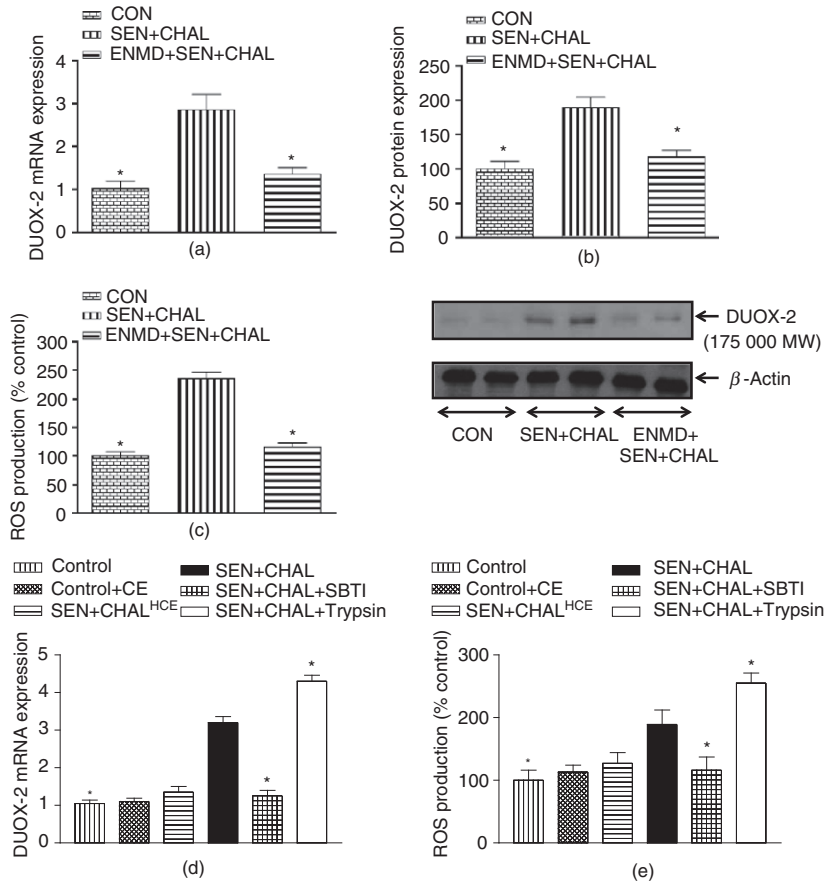 CON
SEN+CHAL
ENMD+SEN+CHAL
DUOX-2 mRNA expression
4
3
2
1
0
*
*
(a)
CON
SEN+CHAL
ENMD+SEN+CHAL
DUOX-2 protein expression
250
200
150
100
50
0
*
*
(b)
CON
SEN+CHAL
ENMD+SEN+CHAL
ROS production (% control)
300
250
200
150
100
50
0
*
*
(c)
DUOX-2
(175 000 MW)
β-Actin
CON
SEN+CHAL
ENMD+
SEN+CHAL
Control
Control+CE
SEN+CHALᴴᶜᴱ
SEN+CHAL
SEN+CHAL+SBTI
SEN+CHAL+Trypsin
DUOX-2 mRNA expression
5
4
3
2
1
0
*
*
*
(d)
Control
Control+CE
SEN+CHALᴴᶜᴱ
SEN+CHAL
SEN+CHAL+SBTI
SEN+CHAL+Trypsin
ROS production (% control)
300
200
100
0
*
*
*
(e)